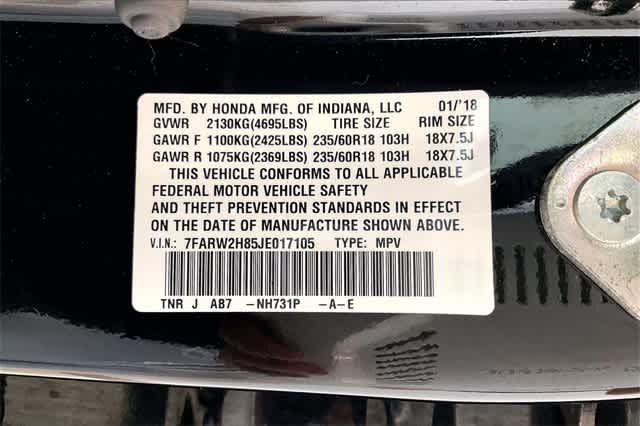 MFD. BY HONDA MFG. OF INDIANA, LLC 01/'18
GVWR 2130KG(4695LBS) TIRE SIZE RIM SIZE
GAWR F 1100KG(2425LBS) 235/60R18 103H 18X7.5J
GAWR R 1075KG(2369LBS) 235/60R18 103H 18X7.5J
THIS VEHICLE CONFORMS TO ALL APPLICABLE
FEDERAL MOTOR VEHICLE SAFETY
AND THEFT PREVENTION STANDARDS IN EFFECT
ON THE DATE OF MANUFACTURE SHOWN ABOVE.
V.I.N.: 7FARW2H85JE017105 TYPE: MPV
TNR J AB7 -NH731P -A-E